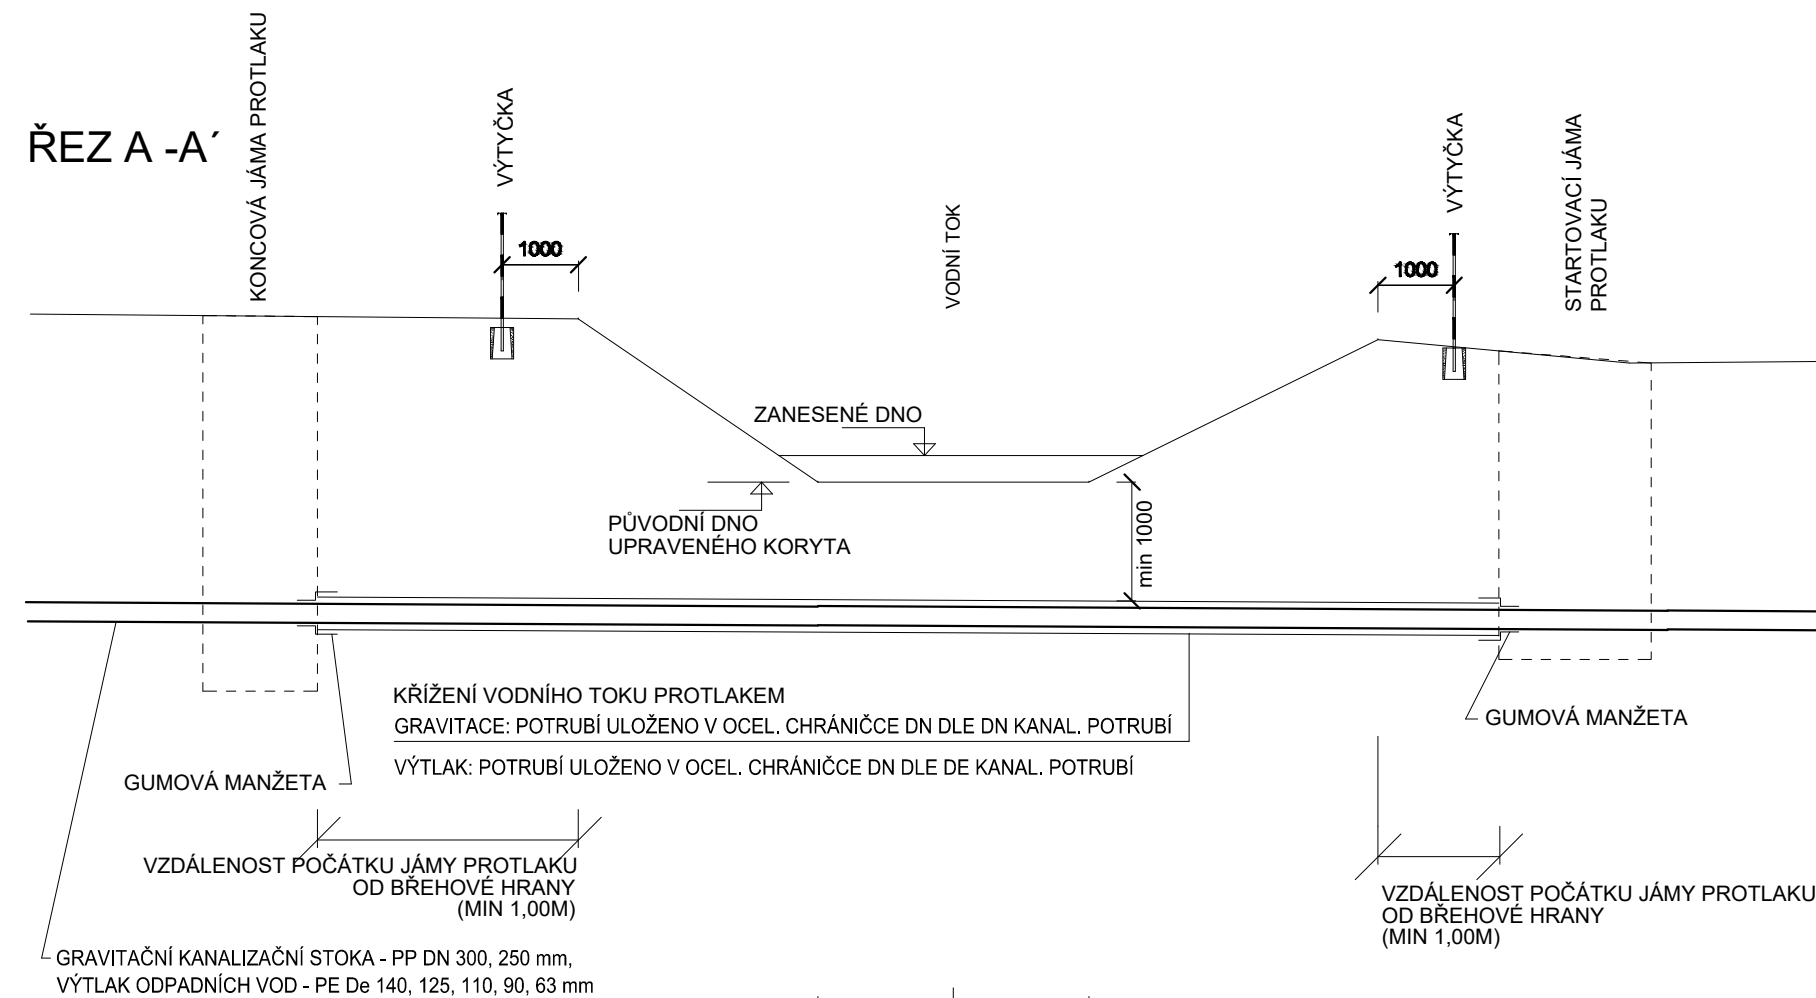 ŘEZ A -A´
KONCOVÁ JÁMA PROTLAKU
VÝTYČKA
1000
VODNÍ TOK
VÝTYČKA
1000
STARTOVACÍ JÁMA
PROTLAKU
ZANESENÉ DNO
PŮVODNÍ DNO
UPRAVENÉHO KORYTA
min 1000
KŘÍŽENÍ VODNÍHO TOKU PROTLAKEM
GRAVITACE: POTRUBÍ ULOŽENO V OCEL. CHRÁNIČCE DN DLE DN KANAL. POTRUBÍ
VÝTLAK: POTRUBÍ ULOŽENO V OCEL. CHRÁNIČCE DN DLE DE KANAL. POTRUBÍ
GUMOVÁ MANŽETA
GUMOVÁ MANŽETA
VZDÁLENOST POČÁTKU JÁMY PROTLAKU
OD BŘEHOVÉ HRANY
(MIN 1,00M)
VZDÁLENOST POČÁTKU JÁMY PROTLAKU
OD BŘEHOVÉ HRANY
(MIN 1,00M)
GRAVITAČNÍ KANALIZAČNÍ STOKA - PP DN 300, 250 mm,
VÝTLAK ODPADNÍCH VOD - PE De 140, 125, 110, 90, 63 mm